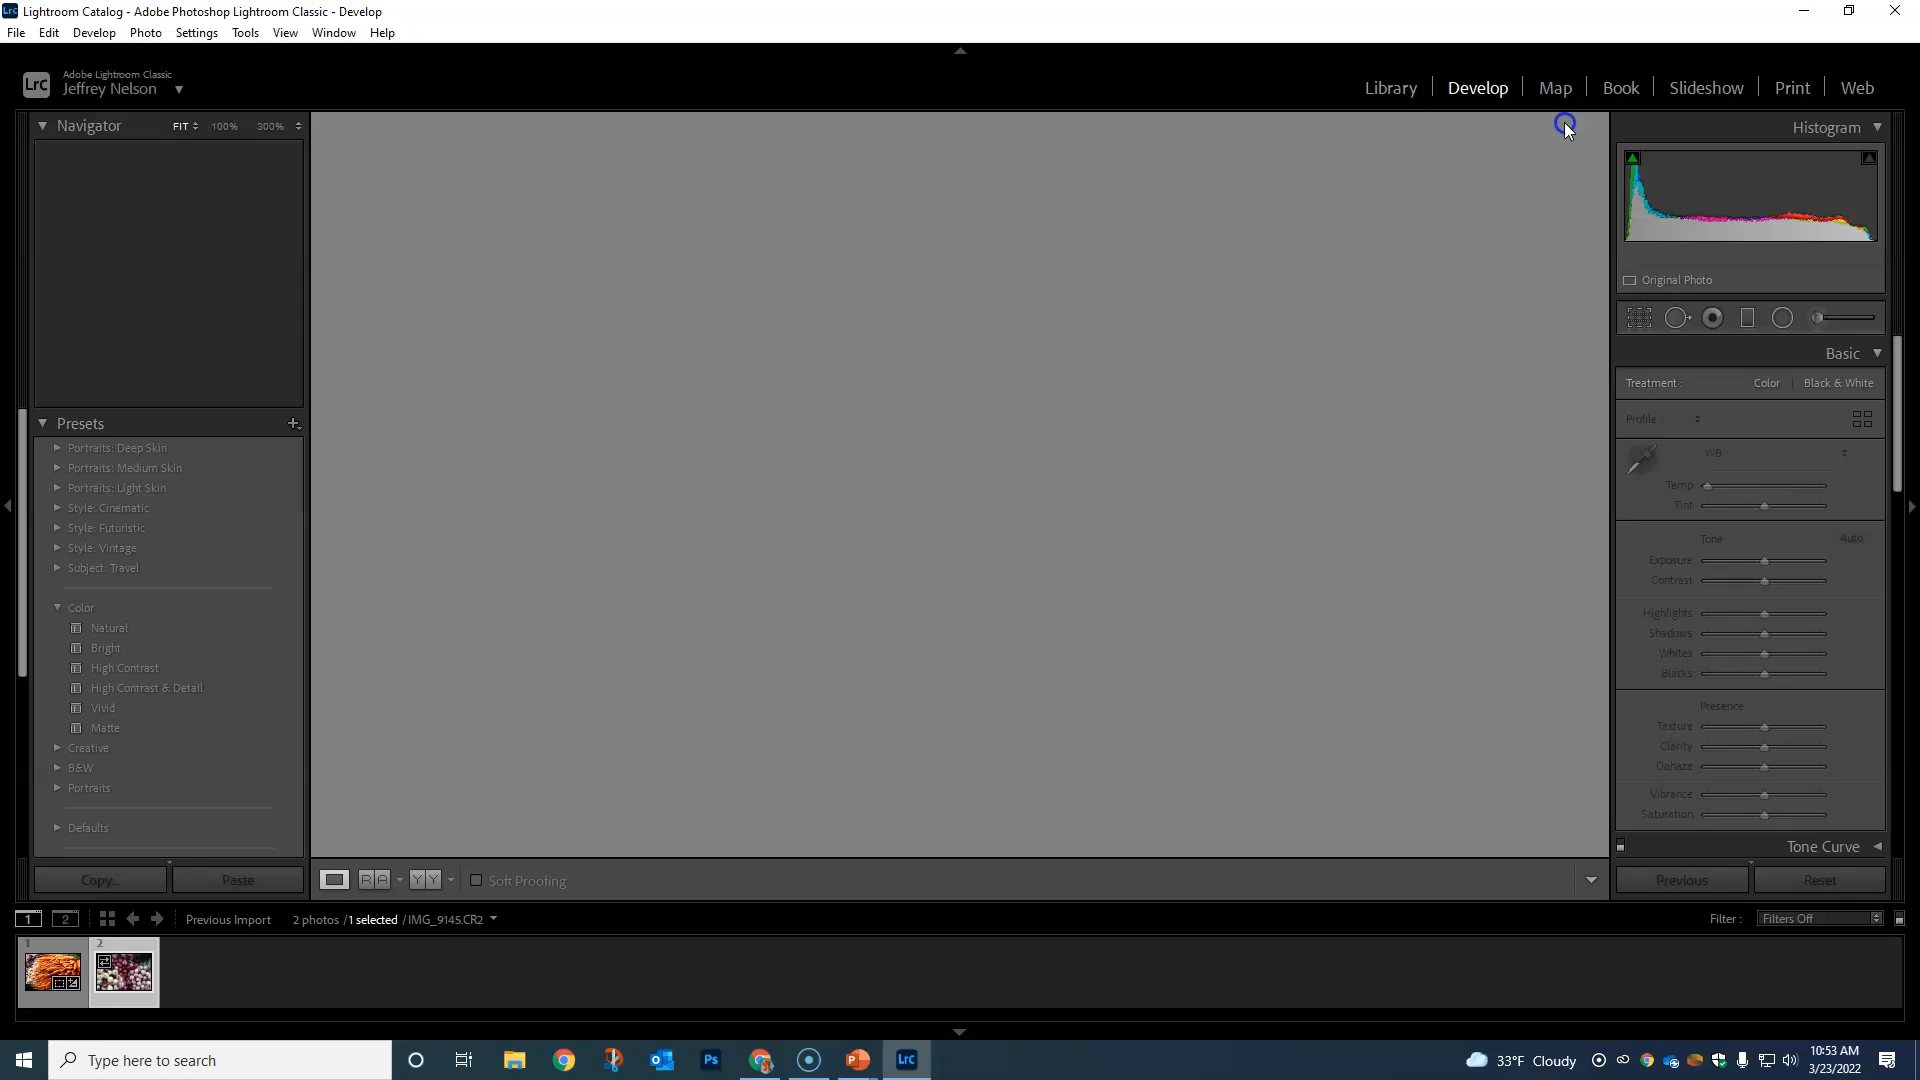 Lightroom Catalog - Adobe Photoshop Lightroom Classic - Develop
File Edit Develop Photo Settings Tools View Window Help
LrC
Adobe Lightroom Classic
Jeffrey Nelson
Library Develop Map Book Slideshow Print Web
Navigator FIT 100% 300%
Histogram
Original Photo
Basic
Treatment : Color Black & White
Profile :
WB :
Temp
Tint
Tone Auto
Exposure
Contrast
Highlights
Shadows
Whites
Blacks
Presence
Texture
Clarity
Dehaze
Vibrance
Saturation
Tone Curve
Previous Reset
Presets
Portraits: Deep Skin
Portraits: Medium Skin
Portraits: Light Skin
Style: Cinematic
Style: Futuristic
Style: Vintage
Subject: Travel
Color
Natural
Bright
High Contrast
High Contrast & Detail
Vivid
Matte
Creative
B&W
Portraits
Defaults
Copy... Paste
R A Y Y Soft Proofing
1 2 Previous Import 2 photos / 1 selected / IMG_9145.CR2 Filter : Filters Off
1 2
Type here to search Ps LrC 33°F Cloudy 10:53 AM
3/23/2022